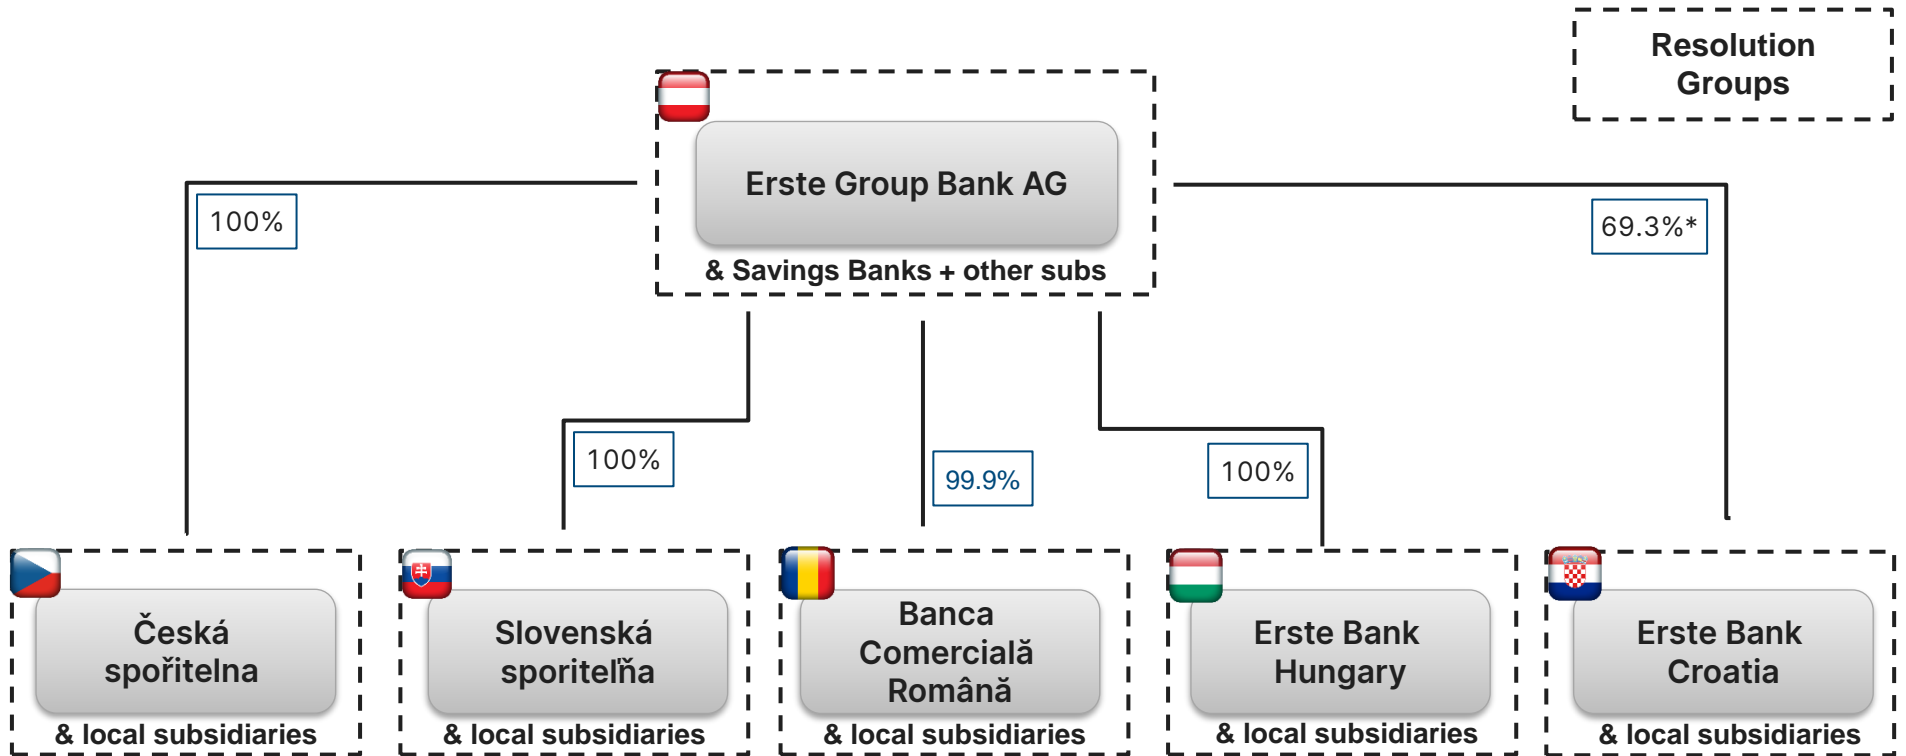 Resolution
Groups
Erste Group Bank AG
& Savings Banks + other subs
100%
69.3%*
100%
99.9%
100%
Česká
spořitelna
& local subsidiaries
Slovenská
sporiteľňa
& local subsidiaries
Banca
Comercială
Română
& local subsidiaries
Erste Bank
Hungary
& local subsidiaries
Erste Bank
Croatia
& local subsidiaries